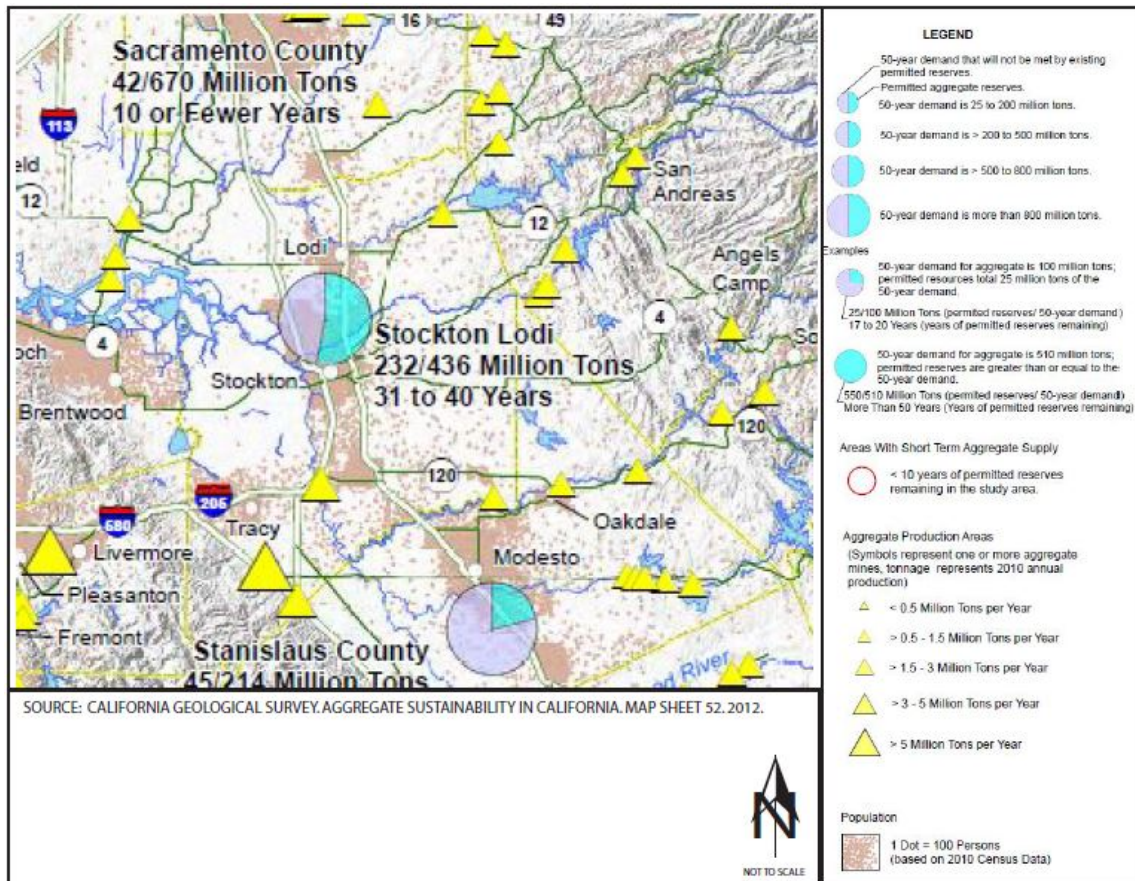 16
49
Sacramento County
42/670 Million Tons
10 or Fewer Years
113
eld
12
San
Andreas
12
Lodi
Angels
Camp
4
4
och
Stockton Lodi
232/436 Million Tons
31 to 40 Years
Stockton
Brentwood
120
120
205
Tracy
Oakdale
580
Livermore
Modesto
Pleasanton
Fremont
Stanislaus County
45/214 Million Tons
River
SOURCE: CALIFORNIA GEOLOGICAL SURVEY. AGGREGATE SUSTAINABILITY IN CALIFORNIA. MAP SHEET 52. 2012.
N
NOT TO SCALE
LEGEND
50-year demand that will not be met by existing
permitted reserves.
Permitted aggregate reserves.
50-year demand is 25 to 200 million tons.
50-year demand is > 200 to 500 million tons.
50-year demand is > 500 to 800 million tons.
50-year demand is more than 800 million tons.
Examples
50-year demand for aggregate is 100 million tons;
permitted resources total 25 million tons of the
50-year demand.
25/100 Million Tons (permited reserves/ 50-year demand )
17 to 20 Years (years of permitted reserves remaining)
50-year demand for aggregate is 510 million tons;
permitted reserves are greater than or equal to the
50-year demand.
550/510 Million Tons (permited reserves/ 50-year demand)
More Than 50 Years (Years of permitted reserves remaining)
Areas With Short Term Aggregate Supply
< 10 years of permitted reserves
remaining in the study area.
Aggregate Production Areas
(Symbols represent one or more aggregate
mines, tonnage represents 2010 annual
production)
< 0.5 Million Tons per Year
> 0.5 - 1.5 Million Tons per Year
> 1.5 - 3 Million Tons per Year
> 3 - 5 Million Tons per Year
> 5 Million Tons per Year
Population
1 Dot = 100 Persons
(based on 2010 Census Data)